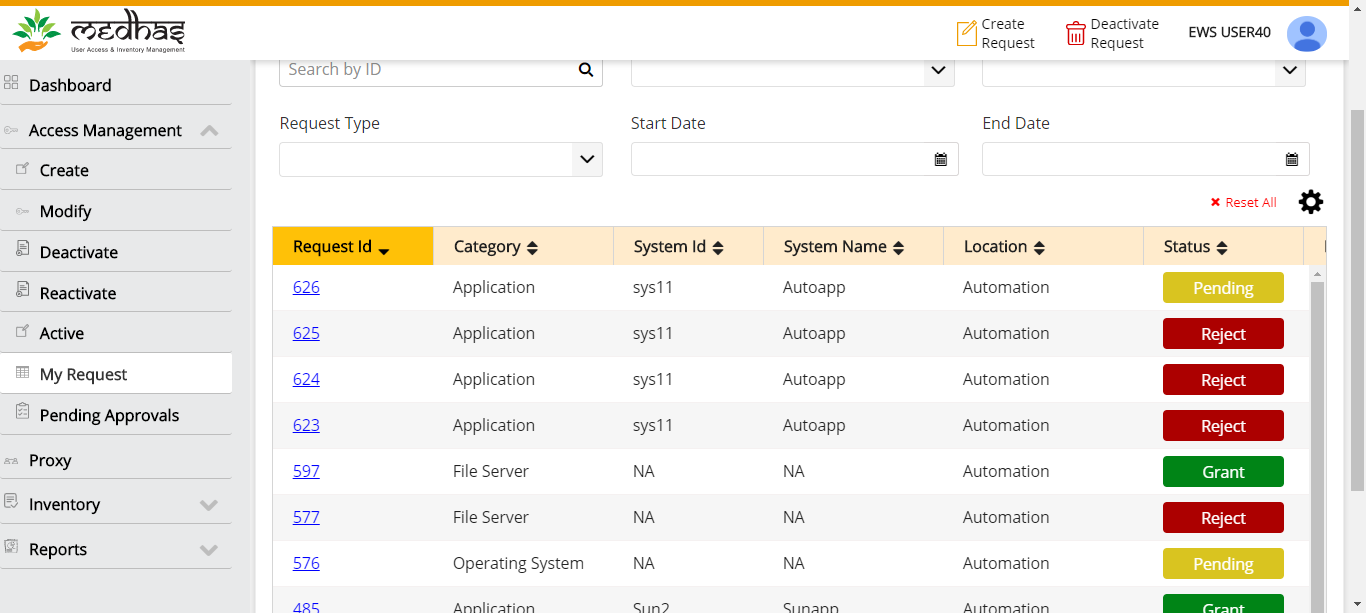 medhas
User Access & Inventory Management
Create
Request
Deactivate
Request
EWS USER40
Dashboard
Access Management
Create
Modify
Deactivate
Reactivate
Active
My Request
Pending Approvals
Proxy
Inventory
Reports
Search by ID
Request Type
Start Date
End Date
Reset All
Request Id Category System Id System Name Location Status
626 Application sys11 Autoapp Automation Pending
625 Application sys11 Autoapp Automation Reject
624 Application sys11 Autoapp Automation Reject
623 Application sys11 Autoapp Automation Reject
597 File Server NA NA Automation Grant
577 File Server NA NA Automation Reject
576 Operating System NA NA Automation Pending
485 Application Sun2 Sunapp Automation Grant